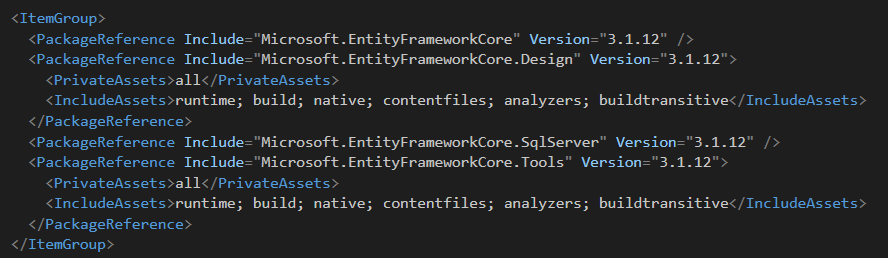 <ItemGroup>
<PackageReference Include="Microsoft.EntityFrameworkCore" Version="3.1.12" />
<PackageReference Include="Microsoft.EntityFrameworkCore.Design" Version="3.1.12">
<PrivateAssets>all</PrivateAssets>
<IncludeAssets>runtime; build; native; contentfiles; analyzers; buildtransitive</IncludeAssets>
</PackageReference>
<PackageReference Include="Microsoft.EntityFrameworkCore.SqlServer" Version="3.1.12" />
<PackageReference Include="Microsoft.EntityFrameworkCore.Tools" Version="3.1.12">
<PrivateAssets>all</PrivateAssets>
<IncludeAssets>runtime; build; native; contentfiles; analyzers; buildtransitive</IncludeAssets>
</PackageReference>
</ItemGroup>